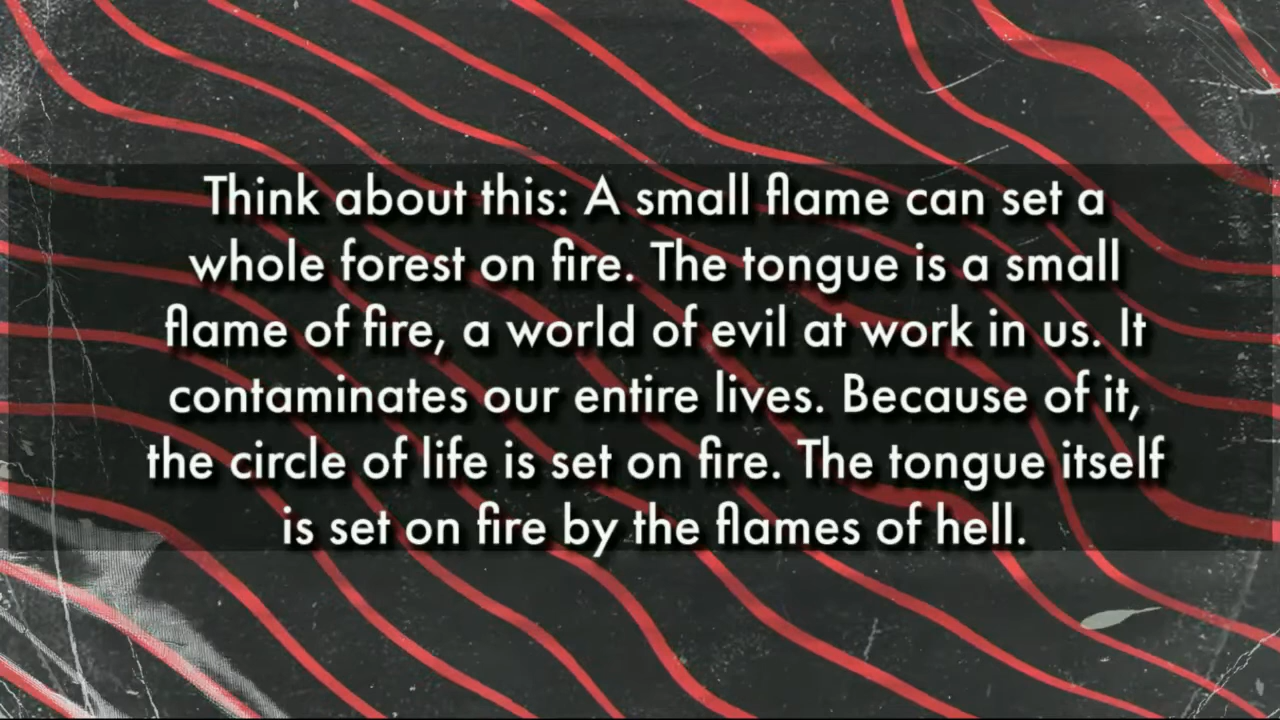 Think about this: A small flame can set a
whole forest on fire. The tongue is a small
flame of fire, a world of evil at work in us. It
contaminates our entire lives. Because of it,
the circle of life is set on fire. The tongue itself
is set on fire by the flames of hell.